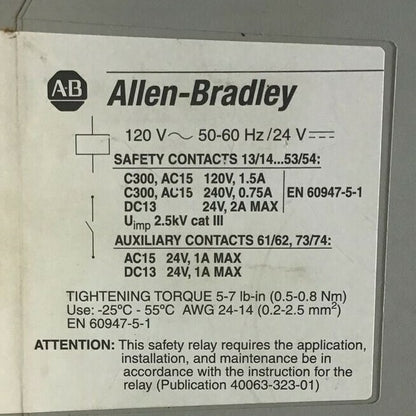 A-B Allen-Bradley
120 V~ 50-60 Hz/24 V⎓
SAFETY CONTACTS 13/14...53/54:
C300, AC15 120V, 1.5A
C300, AC15 240V, 0.75A EN 60947-5-1
DC13 24V, 2A MAX
Uimp 2.5kV cat III
AUXILIARY CONTACTS 61/62, 73/74:
AC15 24V, 1A MAX
DC13 24V, 1A MAX
TIGHTENING TORQUE 5-7 lb-in (0.5-0.8 Nm)
Use: -25ºC - 55ºC AWG 24-14 (0.2-2.5 mm²)
EN 60947-5-1
ATTENTION: This safety relay requires the application,
installation, and maintenance be in
accordance with the instruction for the
relay (Publication 40063-323-01)